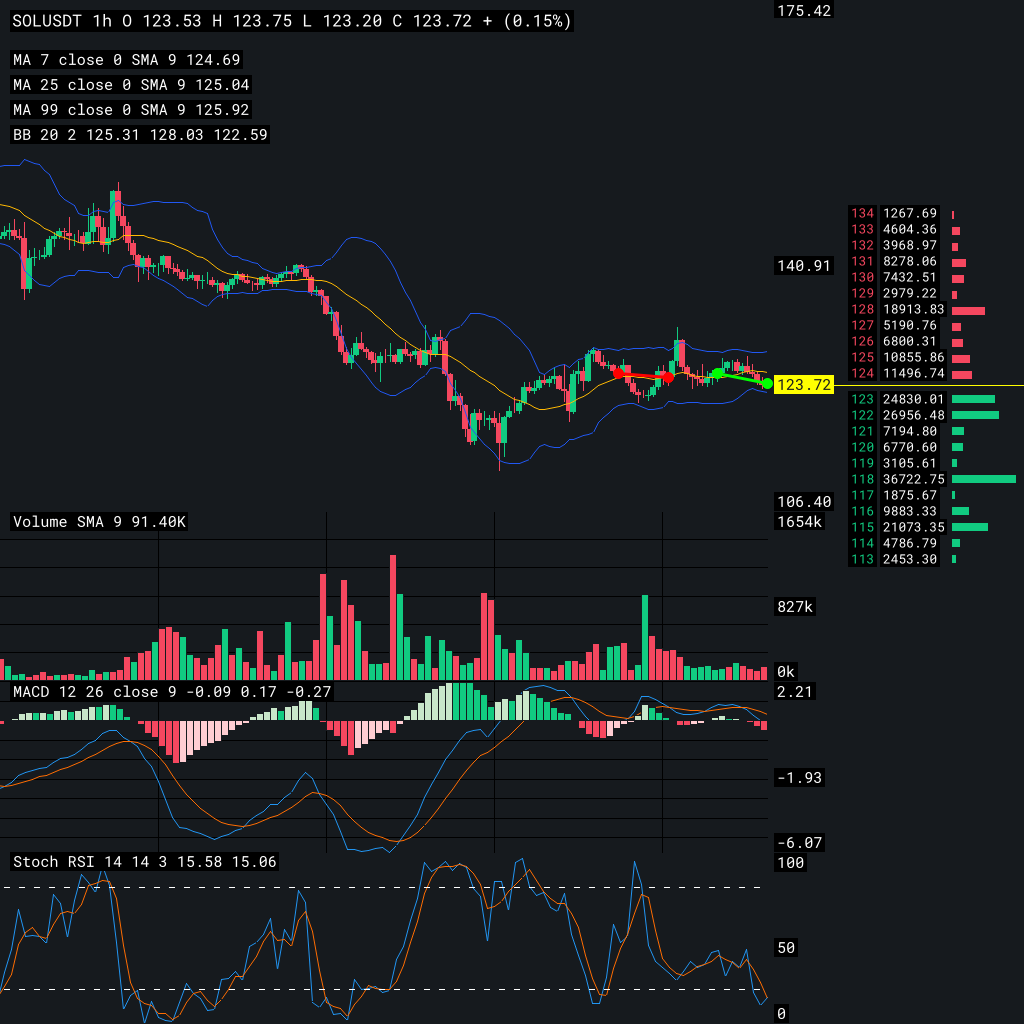 SOLUSDT 1h O 123.53 H 123.75 L 123.20 C 123.72 + (0.15%)
MA 7 close 0 SMA 9 124.69
MA 25 close 0 SMA 9 125.04
MA 99 close 0 SMA 9 125.92
BB 20 2 125.31 128.03 122.59
175.42
140.91
123.72
106.40
134 1267.69
133 4604.36
132 3968.97
131 8278.06
130 7432.51
129 2979.22
128 18913.83
127 5190.76
126 6800.31
125 10855.86
124 11496.74
123 24830.01
122 26956.48
121 7194.80
120 6770.60
119 3105.61
118 36722.75
117 1875.67
116 9883.33
115 21073.35
114 4786.79
113 2453.30
Volume SMA 9 91.40K
1654k
827k
0k
MACD 12 26 close 9 -0.09 0.17 -0.27
2.21
-1.93
-6.07
Stoch RSI 14 14 3 15.58 15.06
100
50
0